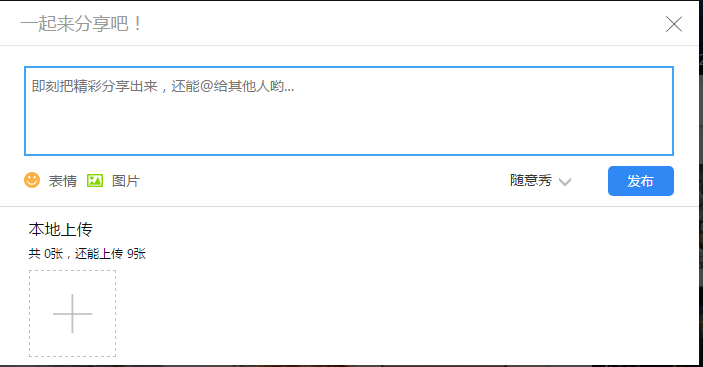 一起来分享吧！
即刻把精彩分享出来，还能@给其他人哟...
表情 图片 随意秀 发布
本地上传
共 0张，还能上传 9张